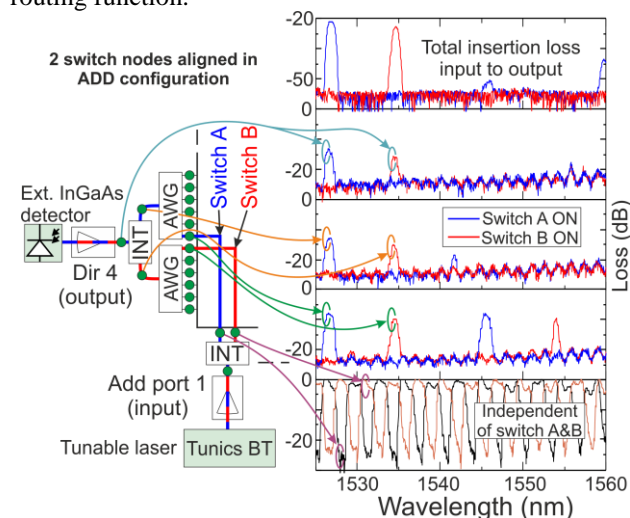 routing function.
2 switch nodes aligned in
ADD configuration
Switch A
Switch B
Ext. InGaAs
detector
AWG
INT
AWG
Dir 4
(output)
INT
Add port 1
(input)
Tunable laser
Tunics BT
-20
-50
0
-20
0
-20
0
-20
0
-20
Total insertion loss
input to output
Switch A ON
Switch B ON
Independent
of switch A&B
Loss (dB)
1530
1540
1550
1560
Wavelength (nm)